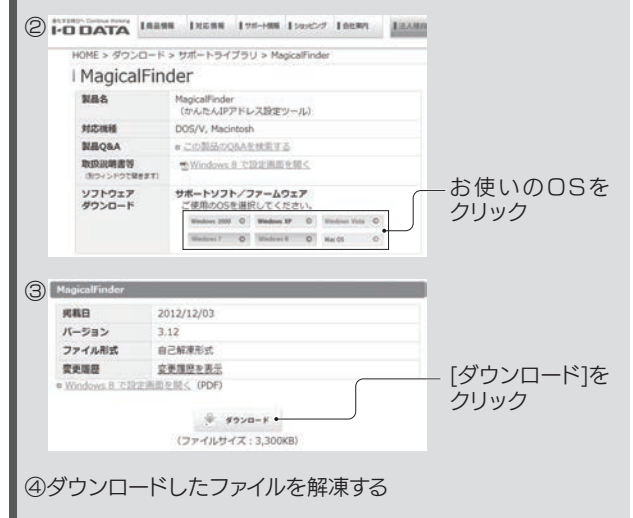 ②
I-O DATA
商品情報 対応情報 サポート情報 ショッピング 会社案内
HOME > ダウンロード > サポートライブラリ > MagicalFinder
MagicalFinder
製品名 MagicalFinder
(かんたんIPアドレス設定ツール)
対応機種 DOS/V, Macintosh
製品Q&A この製品のQ&Aを検索する
取扱説明書等 Windows 8 で設定画面を開く
(別ウィンドウで開きます)
ソフトウェア
ダウンロード
サポートソフト/ファームウェア
ご使用のOSを選択してください。
Windows 2000 Windows XP Windows Vista
Windows 7 Windows 8 Mac OS
お使いのOSを
クリック
③
MagicalFinder
掲載日 2012/12/03
バージョン 3.12
ファイル形式 自己解凍形式
変更履歴 変更履歴を表示
Windows 8 で設定画面を開く (PDF)
ダウンロード
(ファイルサイズ : 3,300KB)
[ダウンロード]を
クリック
④ダウンロードしたファイルを解凍する